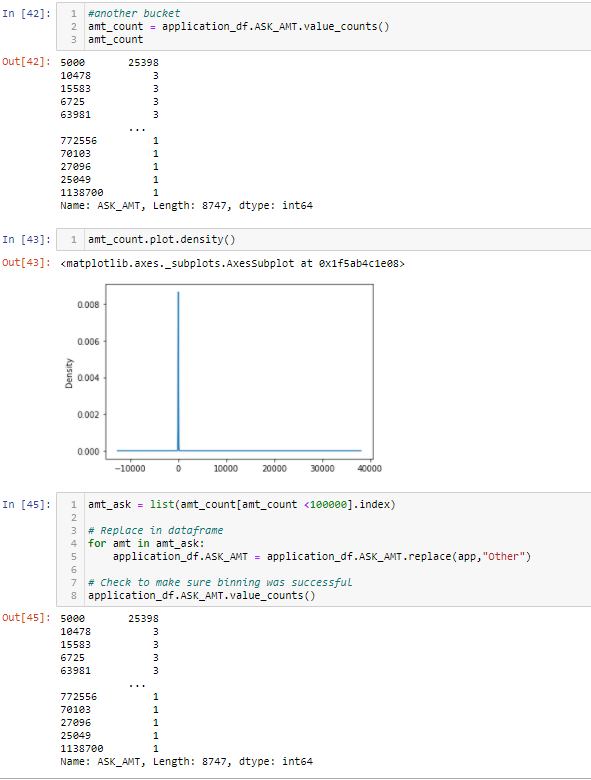 In [42]: 1 #another bucket
2 amt_count = application_df.ASK_AMT.value_counts()
3 amt_count
Out[42]: 5000 25398
10478 3
15583 3
6725 3
63981 3
...
772556 1
70103 1
27096 1
25049 1
1138700 1
Name: ASK_AMT, Length: 8747, dtype: int64
In [43]: 1 amt_count.plot.density()
Out[43]: <matplotlib.axes._subplots.AxesSubplot at 0x1f5ab4c1e08>
0.008
0.006
Density
0.004
0.002
0.000
−10000 0 10000 20000 30000 40000
In [45]: 1 amt_ask = list(amt_count[amt_count <100000].index)
2
3 # Replace in dataframe
4 for amt in amt_ask:
5 application_df.ASK_AMT = application_df.ASK_AMT.replace(app,"Other")
6
7 # Check to make sure binning was successful
8 application_df.ASK_AMT.value_counts()
Out[45]: 5000 25398
10478 3
15583 3
6725 3
63981 3
...
772556 1
70103 1
27096 1
25049 1
1138700 1
Name: ASK_AMT, Length: 8747, dtype: int64